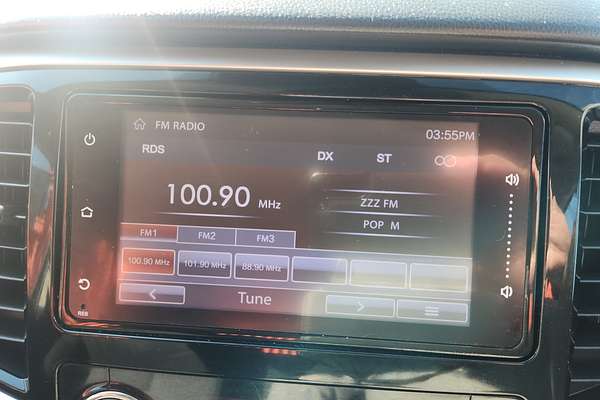 FM RADIO
03:55PM
RDS
DX
ST
100.90 MHz
ZZZ FM
POP M
FM1
FM2
FM3
100.90 MHz
101.90 MHz
88.90 MHz
Tune
RES